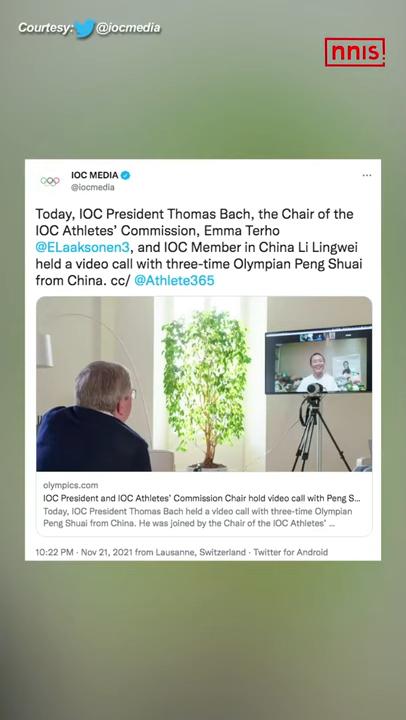 Courtesy: @iocmedia
nnis
IOC MEDIA
@iocmedia
Today, IOC President Thomas Bach, the Chair of the
IOC Athletes' Commission, Emma Terho
@ELaaksonen3, and IOC Member in China Li Lingwei
held a video call with three-time Olympian Peng Shuai
from China. cc/ @Athlete365
olympics.com
IOC President and IOC Athletes' Commission Chair hold video call with Peng S...
Today, IOC President Thomas Bach held a video call with three-time Olympian
Peng Shuai from China. He was joined by the Chair of the IOC Athletes' ...
10:22 PM · Nov 21, 2021 from Lausanne, Switzerland · Twitter for Android